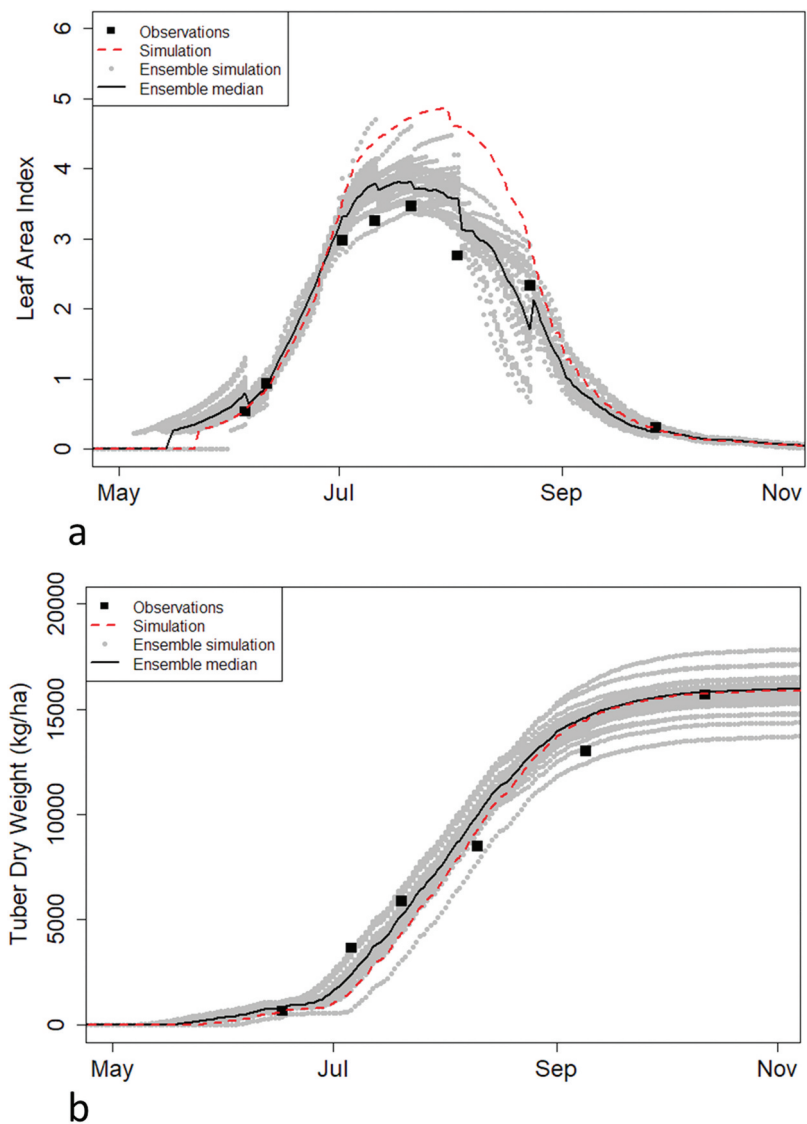 6
5
4
3
2
1
0
Leaf Area Index
Observations
Simulation
Ensemble simulation
Ensemble median
May
Jul
Sep
Nov
a
20000
15000
10000
5000
0
Tuber Dry Weight (kg/ha)
Observations
Simulation
Ensemble simulation
Ensemble median
May
Jul
Sep
Nov
b